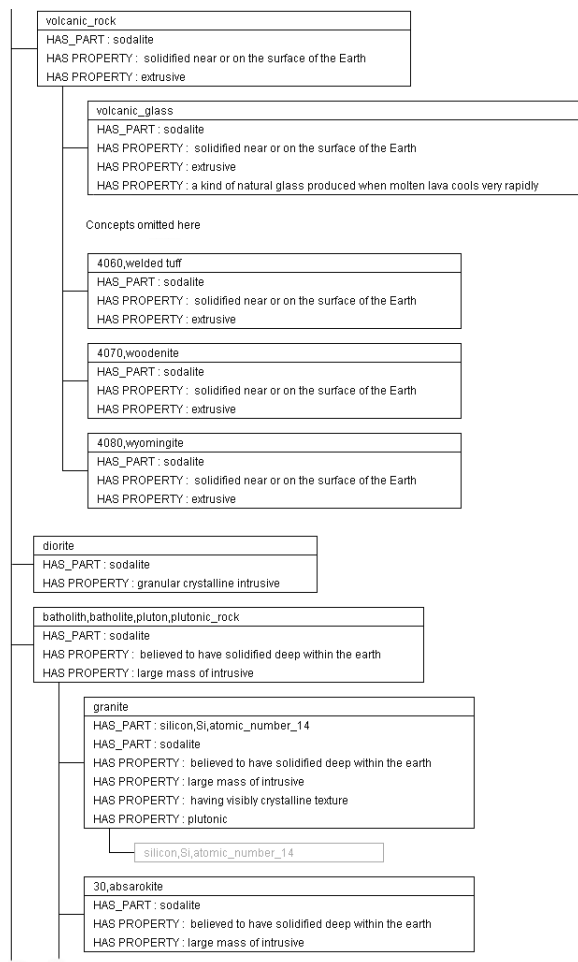 volcanic_rock
HAS_PART : sodalite
HAS PROPERTY : solidified near or on the surface of the Earth
HAS PROPERTY : extrusive
volcanic_glass
HAS_PART : sodalite
HAS PROPERTY : solidified near or on the surface of the Earth
HAS PROPERTY : extrusive
HAS PROPERTY : a kind of natural glass produced when molten lava cools very rapidly
Concepts omitted here
4060,welded tuff
HAS_PART : sodalite
HAS PROPERTY : solidified near or on the surface of the Earth
HAS PROPERTY : extrusive
4070,woodenite
HAS_PART : sodalite
HAS PROPERTY : solidified near or on the surface of the Earth
HAS PROPERTY : extrusive
4080,wyomingite
HAS_PART : sodalite
HAS PROPERTY : solidified near or on the surface of the Earth
HAS PROPERTY : extrusive
diorite
HAS_PART : sodalite
HAS PROPERTY : granular crystalline intrusive
batholith,batholite,pluton,plutonic_rock
HAS_PART : sodalite
HAS PROPERTY : believed to have solidified deep within the earth
HAS PROPERTY : large mass of intrusive
granite
HAS_PART : silicon,Si,atomic_number_14
HAS_PART : sodalite
HAS PROPERTY : believed to have solidified deep within the earth
HAS PROPERTY : large mass of intrusive
HAS PROPERTY : having visibly crystalline texture
HAS PROPERTY : plutonic
silicon,Si,atomic_number_14
30,absarokite
HAS_PART : sodalite
HAS PROPERTY : believed to have solidified deep within the earth
HAS PROPERTY : large mass of intrusive